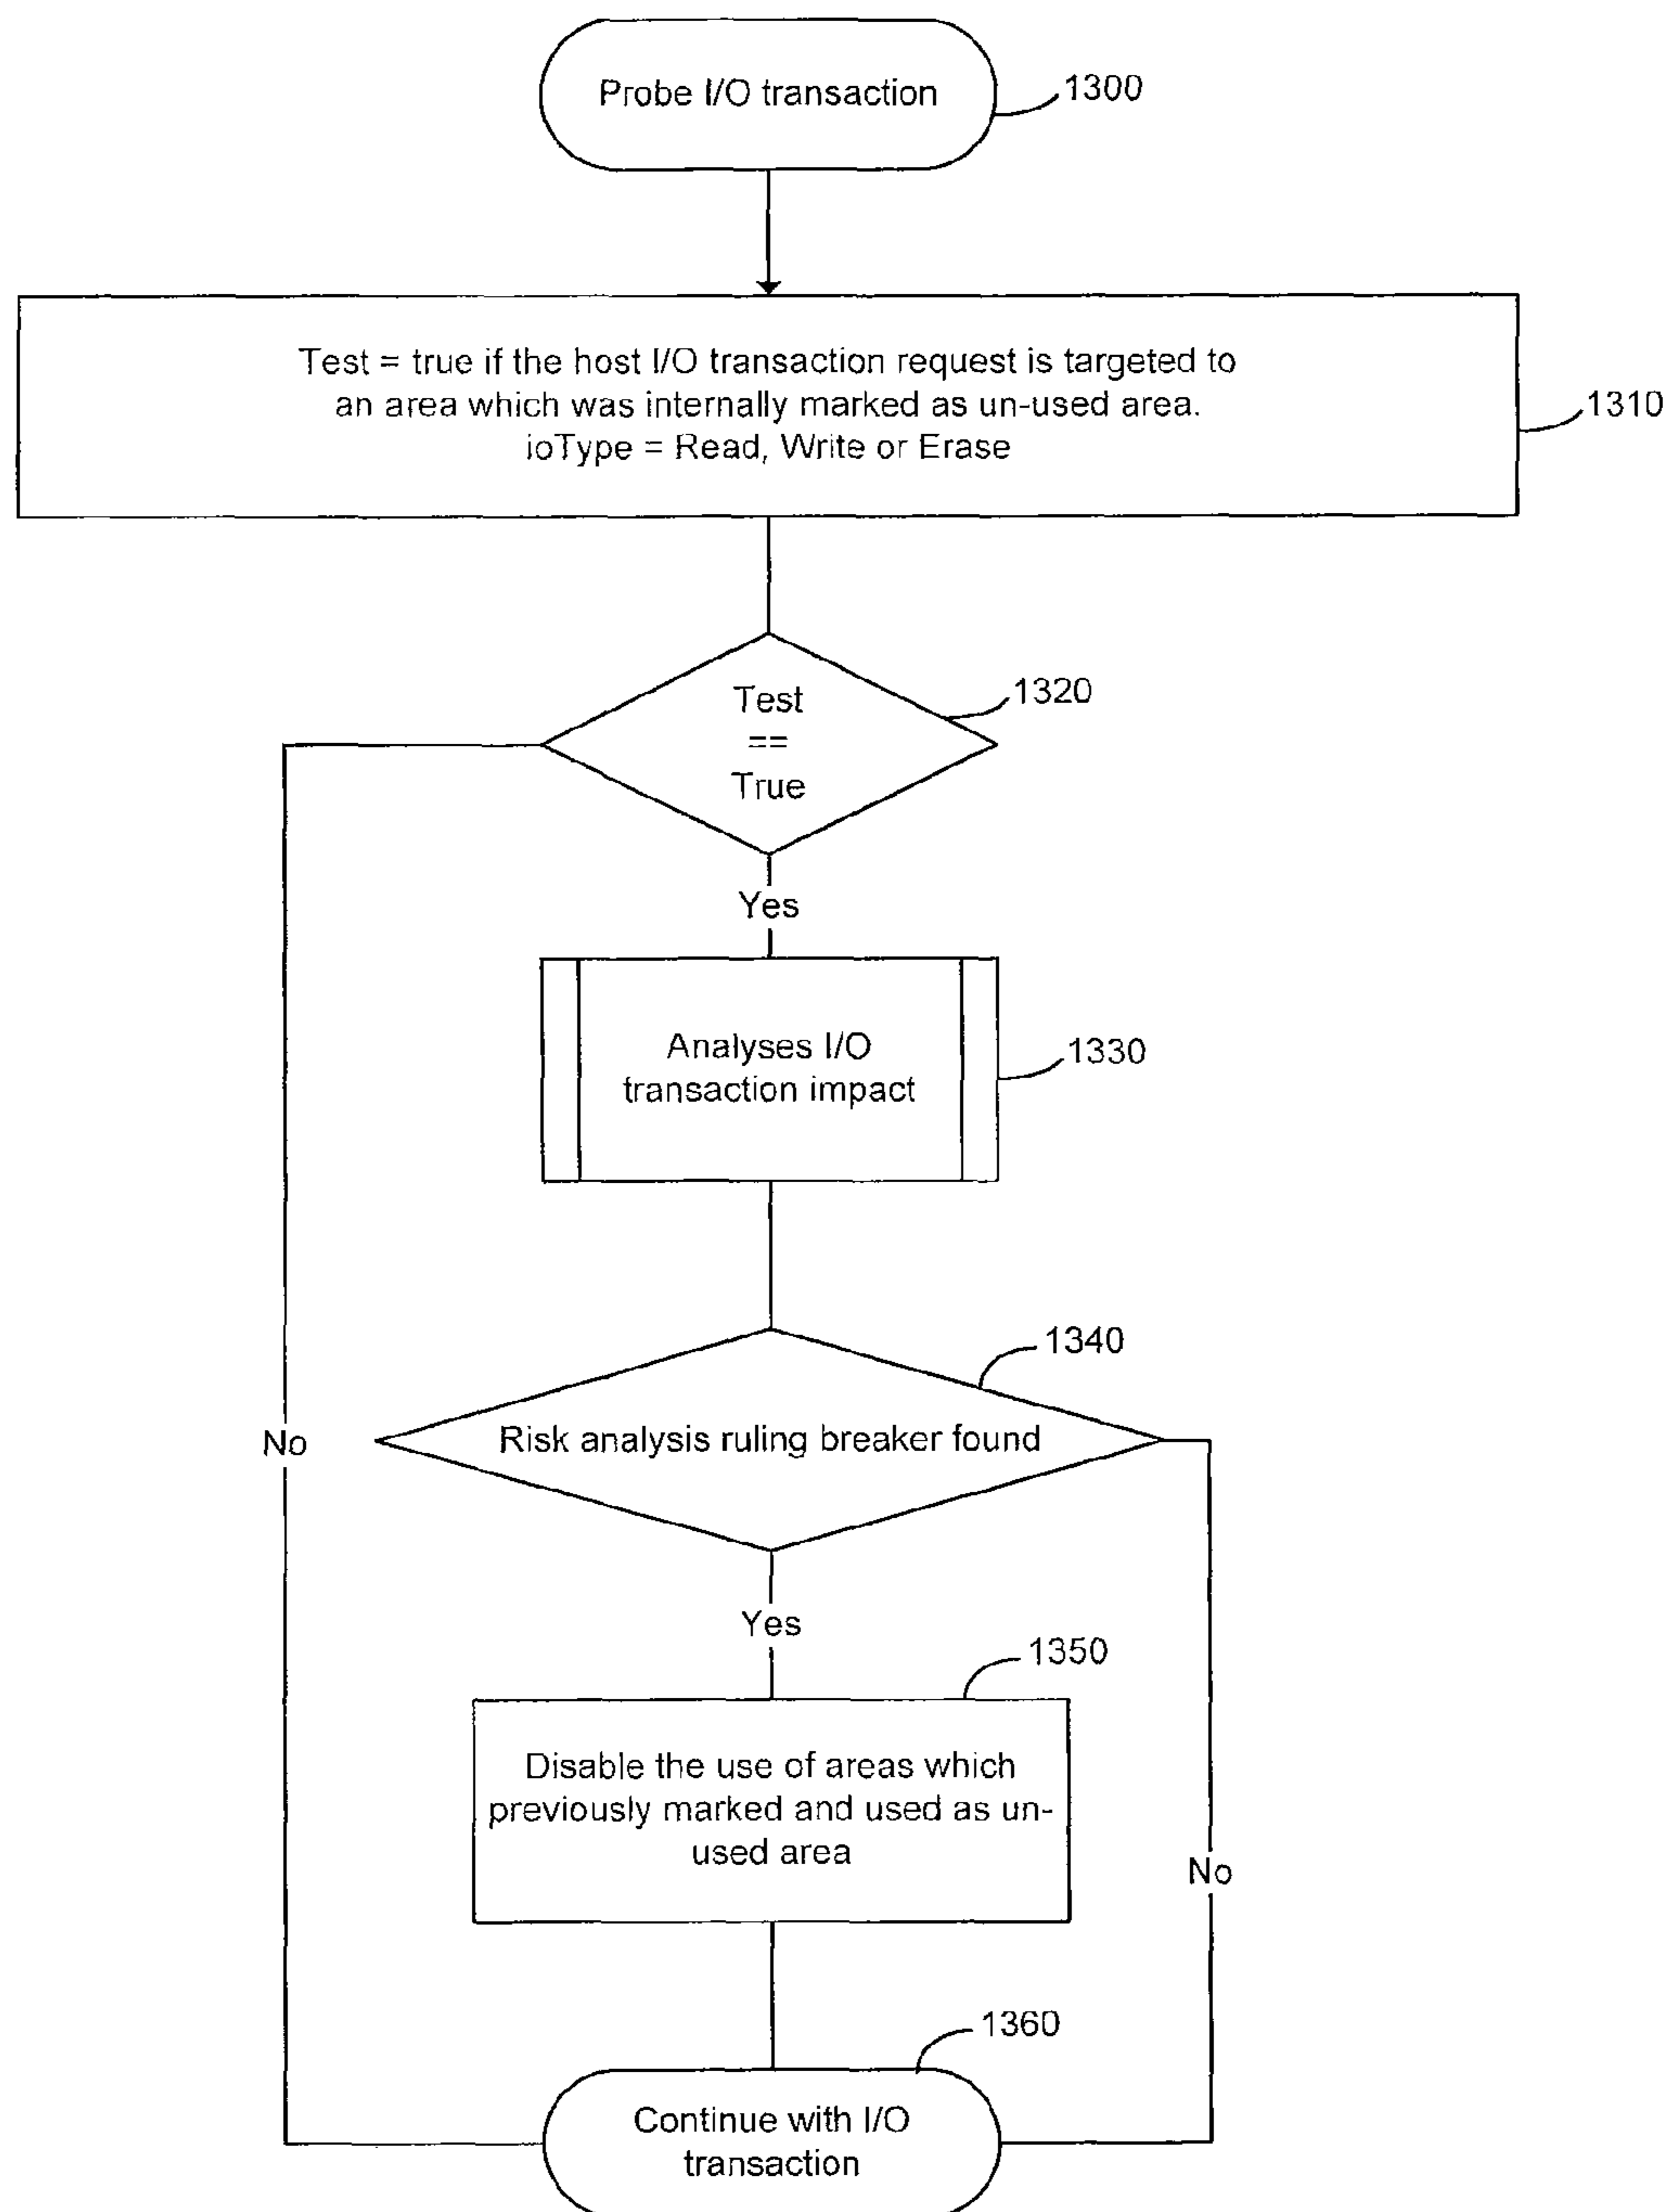 Probe I/O transaction
1300
Test = true if the host I/O transaction request is targeted to
an area which was internally marked as un-used area.
ioType = Read, Write or Erase
1310
Test
==
True
1320
Yes
Analyses I/O
transaction impact
1330
1340
Risk analysis ruling breaker found
No
Yes
1350
Disable the use of areas which
previously marked and used as un-
used area
No
1360
Continue with I/O
transaction